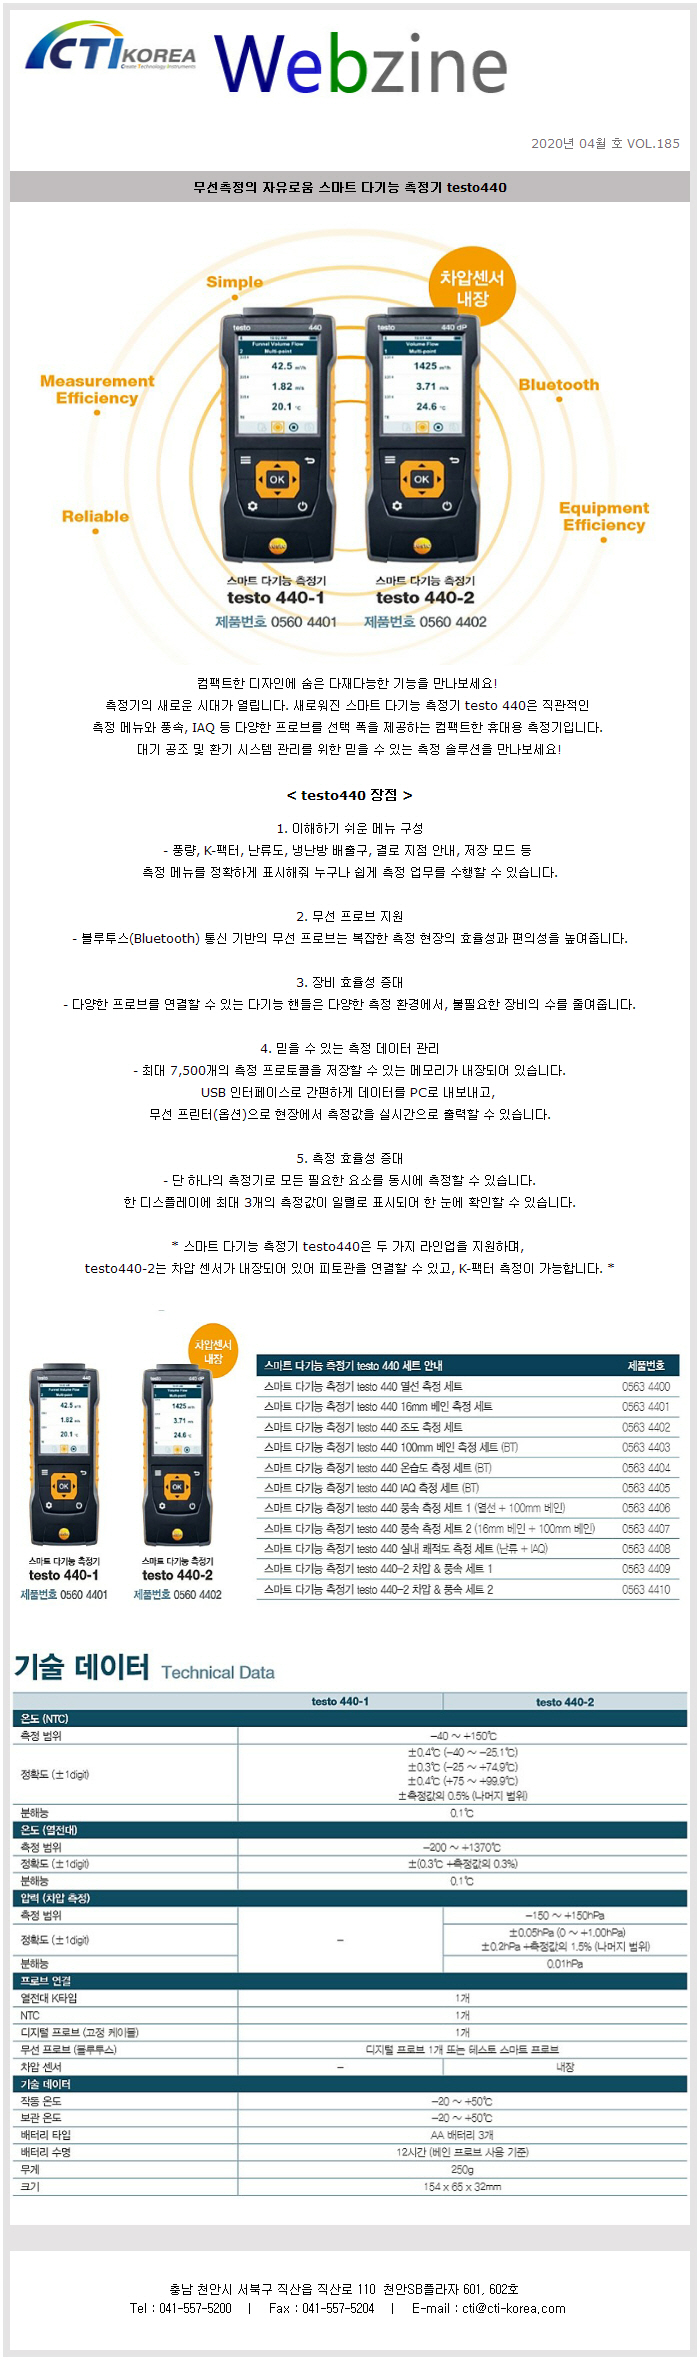 CTI KOREA
Create Technology Instruments
Webzine
2020년 04월 호 VOL.185
무선측정의 자유로움 스마트 다기능 측정기 testo440
차압센서
내장
Simple
Measurement
Efficiency
Bluetooth
Reliable
Equipment
Efficiency
testo 440
Funnel Volume Flow
Multi-point
42.5 m³/h
1.82 m/s
20.1 °C
OK
testo
testo 440 dP
Volume Flow
Multi-point
1425 m³/h
3.71 m/s
24.6 °C
OK
testo
스마트 다기능 측정기 스마트 다기능 측정기
testo 440-1 testo 440-2
제품번호 0560 4401 제품번호 0560 4402
컴팩트한 디자인에 숨은 다재다능한 기능을 만나보세요!
측정기의 새로운 시대가 열립니다. 새로워진 스마트 다기능 측정기 testo 440은 직관적인
측정 메뉴와 풍속, IAQ 등 다양한 프로브를 선택 폭을 제공하는 컴팩트한 휴대용 측정기입니다.
대기 공조 및 환기 시스템 관리를 위한 믿을 수 있는 측정 솔루션을 만나보세요!
< testo440 장점 >
1. 이해하기 쉬운 메뉴 구성
- 풍량, K-팩터, 난류도, 냉난방 배출구, 결로 지점 안내, 저장 모드 등
측정 메뉴를 정확하게 표시해줘 누구나 쉽게 측정 업무를 수행할 수 있습니다.
2. 무선 프로브 지원
- 블루투스(Bluetooth) 통신 기반의 무선 프로브는 복잡한 측정 현장의 효율성과 편의성을 높여줍니다.
3. 장비 효율성 증대
- 다양한 프로브를 연결할 수 있는 다기능 핸들은 다양한 측정 환경에서, 불필요한 장비의 수를 줄여줍니다.
4. 믿을 수 있는 측정 데이터 관리
- 최대 7,500개의 측정 프로토콜을 저장할 수 있는 메모리가 내장되어 있습니다.
USB 인터페이스로 간편하게 데이터를 PC로 내보내고,
무선 프린터(옵션)으로 현장에서 측정값을 실시간으로 출력할 수 있습니다.
5. 측정 효율성 증대
- 단 하나의 측정기로 모든 필요한 요소를 동시에 측정할 수 있습니다.
한 디스플레이에 최대 3개의 측정값이 일렬로 표시되어 한 눈에 확인할 수 있습니다.
* 스마트 다기능 측정기 testo440은 두 가지 라인업을 지원하며,
testo440-2는 차압 센서가 내장되어 있어 피토관을 연결할 수 있고, K-팩터 측정이 가능합니다. *
차압센서
내장
스마트 다기능 측정기 스마트 다기능 측정기
testo 440-1 testo 440-2
제품번호 0560 4401 제품번호 0560 4402
스마트 다기능 측정기 testo 440 세트 안내 제품번호
스마트 다기능 측정기 testo 440 열선 측정 세트 0563 4400
스마트 다기능 측정기 testo 440 16mm 베인 측정 세트 0563 4401
스마트 다기능 측정기 testo 440 조도 측정 세트 0563 4402
스마트 다기능 측정기 testo 440 100mm 베인 측정 세트 (BT) 0563 4403
스마트 다기능 측정기 testo 440 온습도 측정 세트 (BT) 0563 4404
스마트 다기능 측정기 testo 440 IAQ 측정 세트 (BT) 0563 4405
스마트 다기능 측정기 testo 440 풍속 측정 세트 1 (열선 + 100mm 베인) 0563 4406
스마트 다기능 측정기 testo 440 풍속 측정 세트 2 (16mm 베인 + 100mm 베인) 0563 4407
스마트 다기능 측정기 testo 440 실내 쾌적도 측정 세트 (난류 + IAQ) 0563 4408
스마트 다기능 측정기 testo 440-2 차압 & 풍속 세트 1 0563 4409
스마트 다기능 측정기 testo 440-2 차압 & 풍속 세트 2 0563 4410
기술 데이터 Technical Data
testo 440-1 testo 440-2
온도 (NTC)
측정 범위 -40 ~ +150℃
정확도 (±1digit) ±0.4℃ (-40 ~ -25.1℃)
±0.3℃ (-25 ~ +74.9℃)
±0.4℃ (+75 ~ +99.9℃)
±측정값의 0.5% (나머지 범위)
분해능 0.1℃
온도 (열전대)
측정 범위 -200 ~ +1370℃
정확도 (±1digit) ±(0.3℃ +측정값의 0.3%)
분해능 0.1℃
압력 (차압 측정)
측정 범위 -150 ~ +150hPa
정확도 (±1digit) - ±0.05hPa (0 ~ +1.00hPa)
±0.2hPa +측정값의 1.5% (나머지 범위)
분해능 0.01hPa
프로브 연결
열전대 K타입 1개
NTC 1개
디지털 프로브 (고정 케이블) 1개
무선 프로브 (블루투스) 디지털 프로브 1개 또는 테스토 스마트 프로브
차압 센서 - 내장
기술 데이터
작동 온도 -20 ~ +50℃
보관 온도 -20 ~ +50℃
배터리 타입 AA 배터리 3개
배터리 수명 12시간 (베인 프로브 사용 기준)
무게 250g
크기 154 x 65 x 32mm
충남 천안시 서북구 직산읍 직산로 110 천안SB플라자 601, 602호
Tel : 041-557-5200 | Fax : 041-557-5204 | E-mail : cti@cti-korea.com